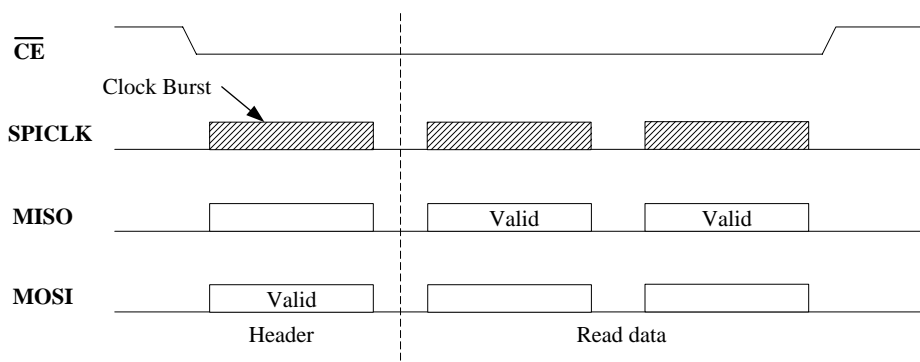 CE
Clock Burst
SPICLK
MISO
Valid
Valid
MOSI
Valid
Header
Read data